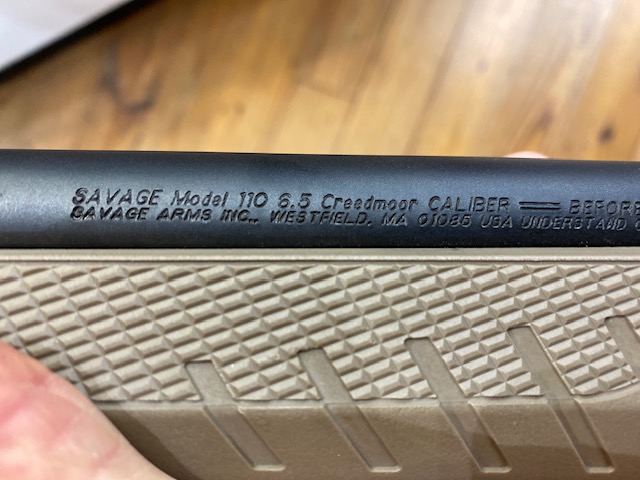 SAVAGE Model 110 6.5 Creedmoor CALIBER BEFORE
SAVAGE ARMS INC., WESTFIELD, MA 01085 USA UNDERSTAND